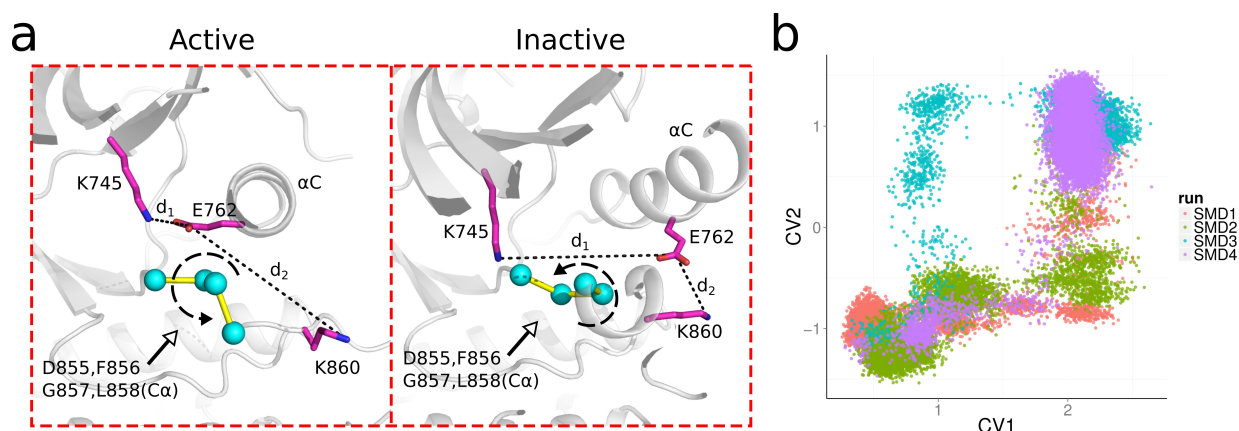 a
Active
Inactive
b
K745
d1
E762
αC
d2
K860
D855,F856
G857,L858(Cα)
αC
K745
d1
E762
d2
K860
D855,F856
G857,L858(Cα)
CV2
1
0
−1
1
2
CV1
run
SMD1
SMD2
SMD3
SMD4